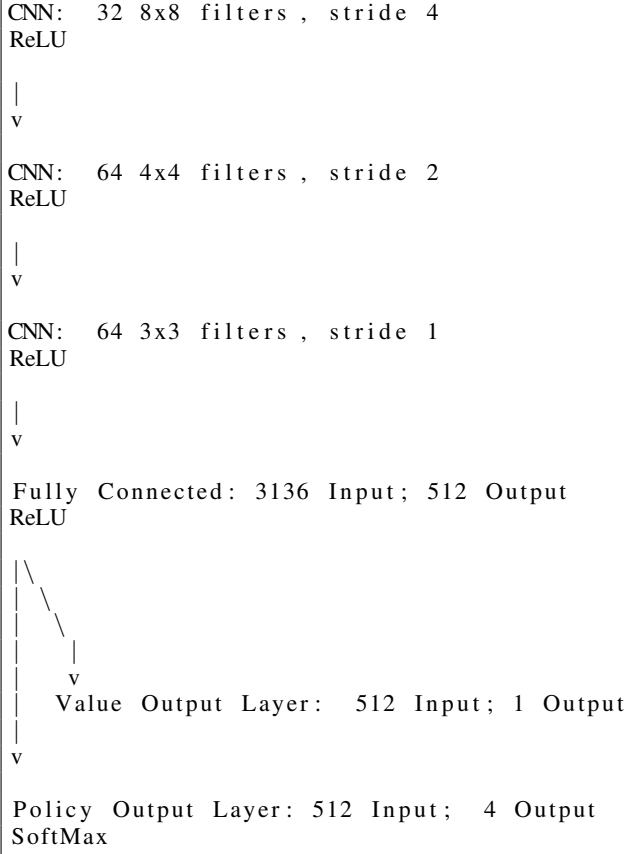 CNN: 32 8x8 filters , stride 4
ReLU
|
v
CNN: 64 4x4 filters , stride 2
ReLU
|
v
CNN: 64 3x3 filters , stride 1
ReLU
|
v
Fully Connected: 3136 Input; 512 Output
ReLU
|\
| \
|  \
|   |
|   v
|  Value Output Layer: 512 Input; 1 Output
|
v
Policy Output Layer: 512 Input; 4 Output
SoftMax